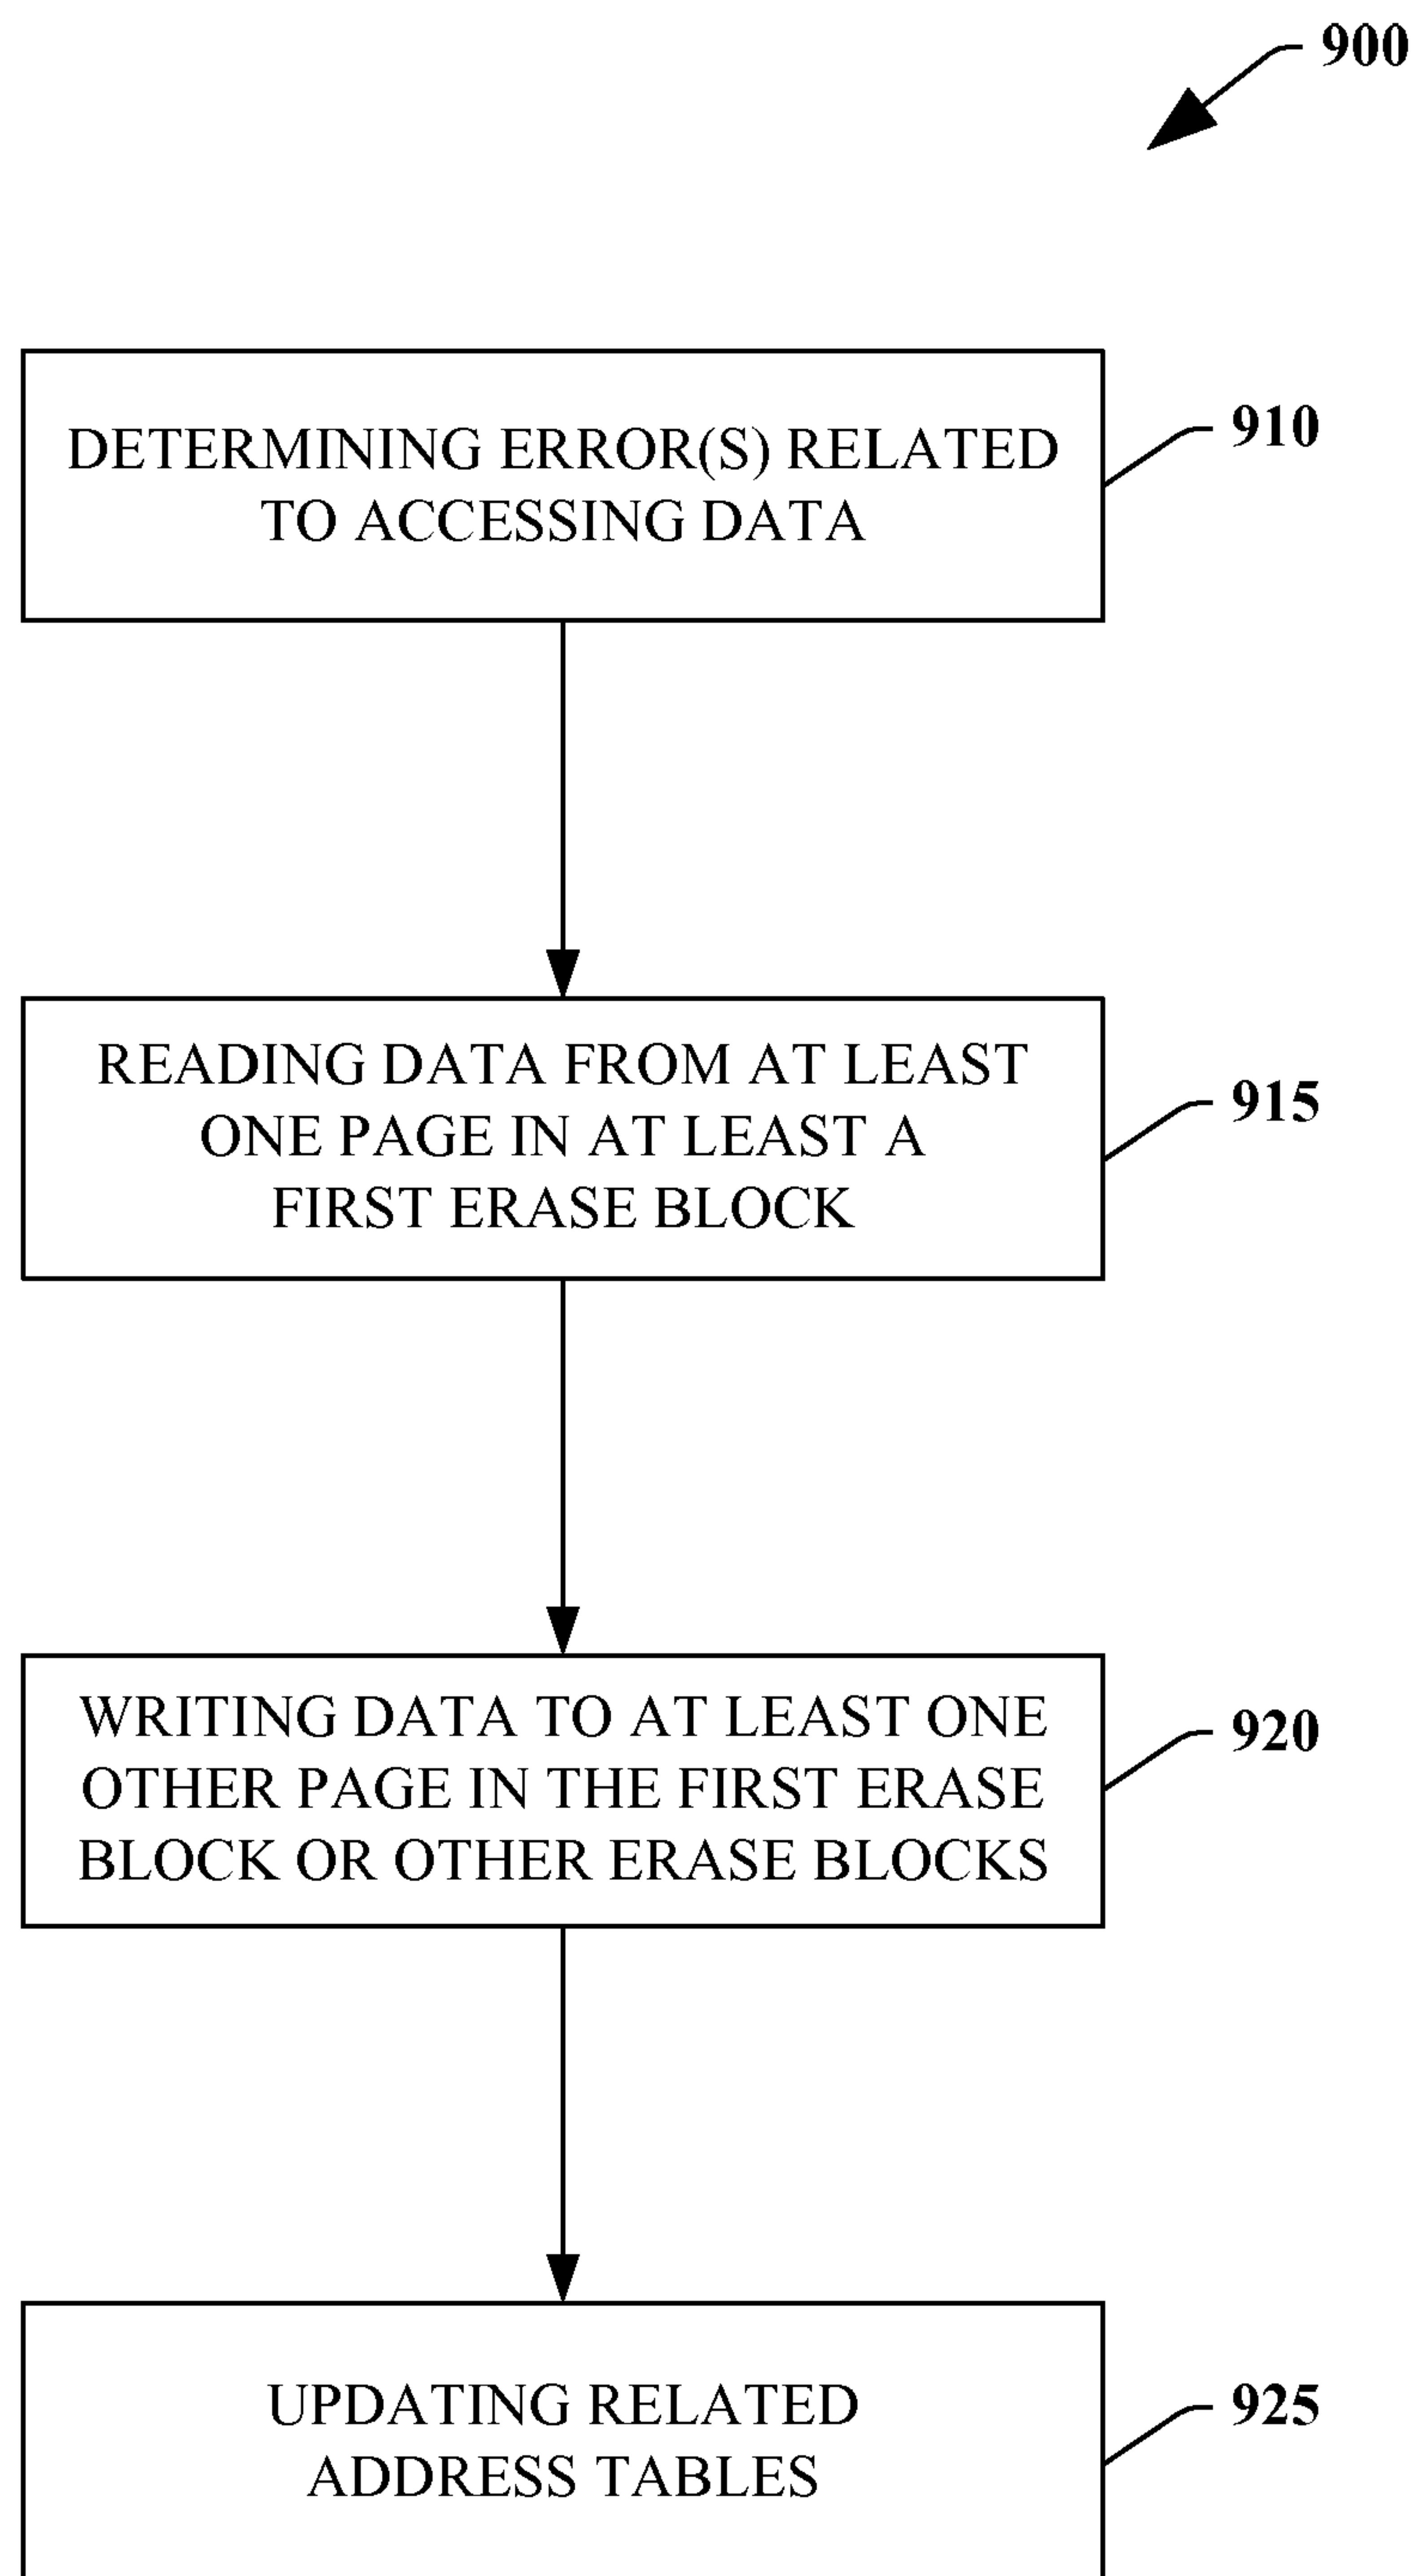 900
DETERMINING ERROR(S) RELATED
TO ACCESSING DATA
910
READING DATA FROM AT LEAST
ONE PAGE IN AT LEAST A
FIRST ERASE BLOCK
915
WRITING DATA TO AT LEAST ONE
OTHER PAGE IN THE FIRST ERASE
BLOCK OR OTHER ERASE BLOCKS
920
UPDATING RELATED
ADDRESS TABLES
925